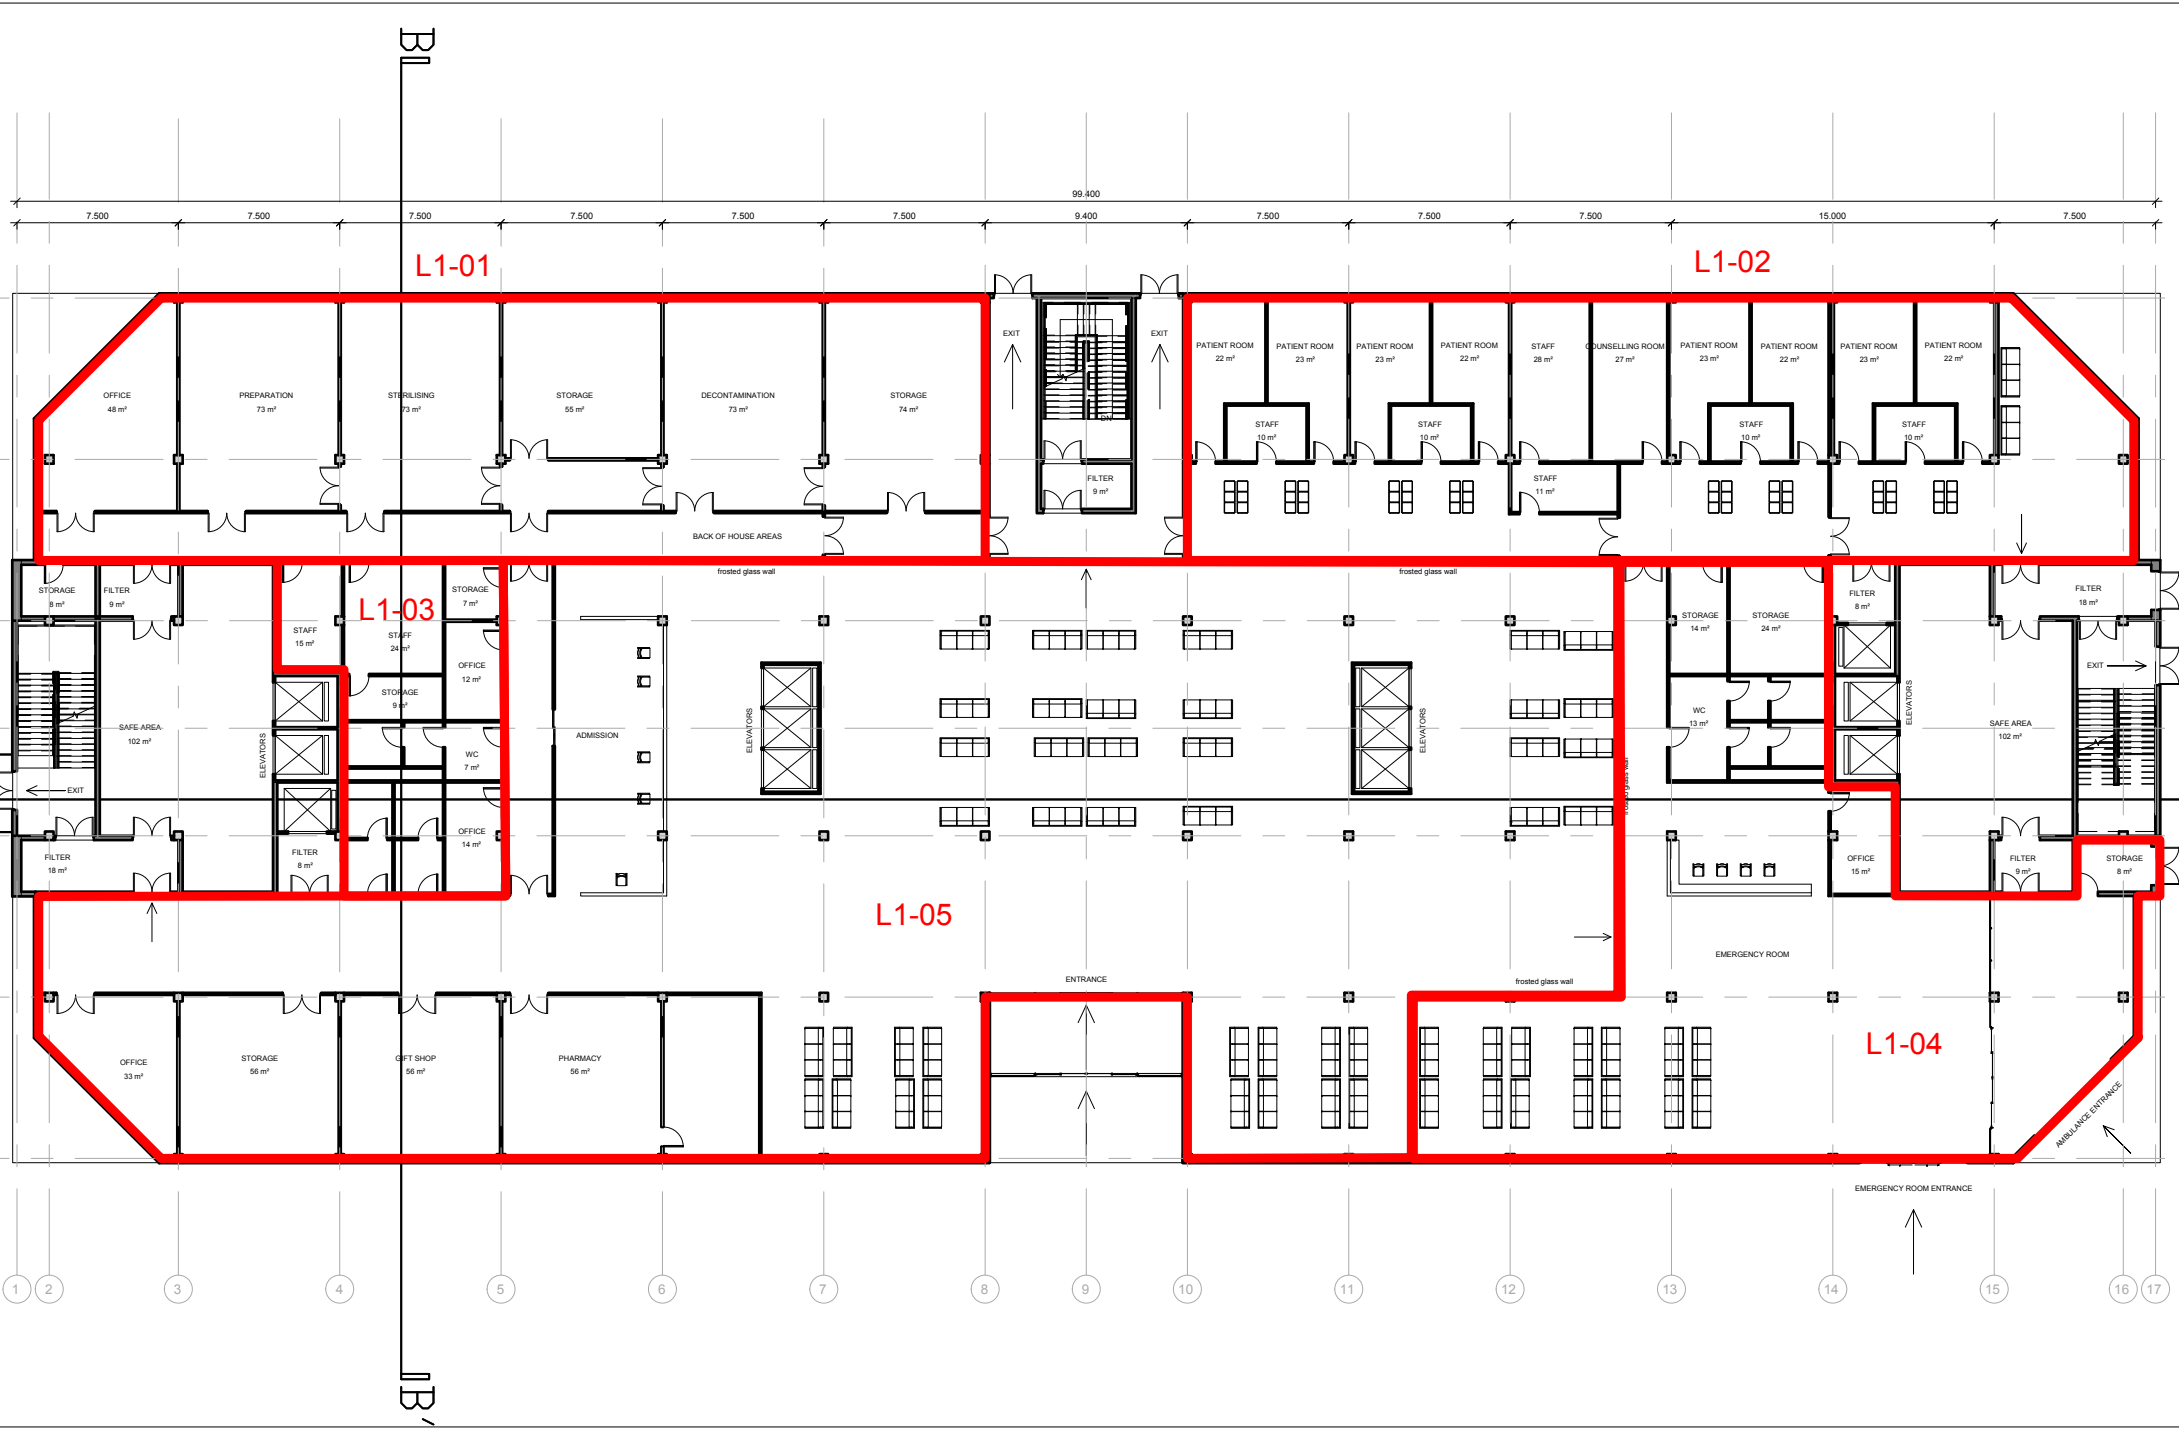 B
99.400
7.500 7.500 7.500 7.500 7.500 7.500 9.400 7.500 7.500 7.500 15.000 7.500
L1-01
L1-02
EXIT
EXIT
PATIENT ROOM
22 m²
PATIENT ROOM
23 m²
PATIENT ROOM
23 m²
PATIENT ROOM
22 m²
STAFF
28 m²
COUNSELLING ROOM
27 m²
PATIENT ROOM
23 m²
PATIENT ROOM
22 m²
PATIENT ROOM
23 m²
PATIENT ROOM
22 m²
OFFICE
48 m²
PREPARATION
73 m²
STERILISING
73 m²
STORAGE
55 m²
DECONTAMINATION
73 m²
STORAGE
74 m²
DN
STAFF
10 m²
STAFF
10 m²
STAFF
10 m²
STAFF
10 m²
FILTER
9 m²
STAFF
11 m²
BACK OF HOUSE AREAS
frosted glass wall
frosted glass wall
STORAGE
8 m²
FILTER
9 m²
L1-03
STORAGE
7 m²
STAFF
15 m²
STAFF
24 m²
OFFICE
12 m²
STORAGE
9 m²
STORAGE
14 m²
STORAGE
24 m²
FILTER
8 m²
FILTER
18 m²
EXIT
SAFE AREA
102 m²
ELEVATORS
WC
7 m²
ADMISSION
ELEVATORS
ELEVATORS
WC
13 m²
ELEVATORS
SAFE AREA
102 m²
frosted glass wall
EXIT
OFFICE
14 m²
FILTER
18 m²
FILTER
8 m²
OFFICE
15 m²
FILTER
9 m²
STORAGE
8 m²
L1-05
EMERGENCY ROOM
ENTRANCE
frosted glass wall
L1-04
OFFICE
33 m²
STORAGE
56 m²
GIFT SHOP
56 m²
PHARMACY
56 m²
AMBULANCE ENTRANCE
EMERGENCY ROOM ENTRANCE
1 2 3 4 5 6 7 8 9 10 11 12 13 14 15 16 17
B'